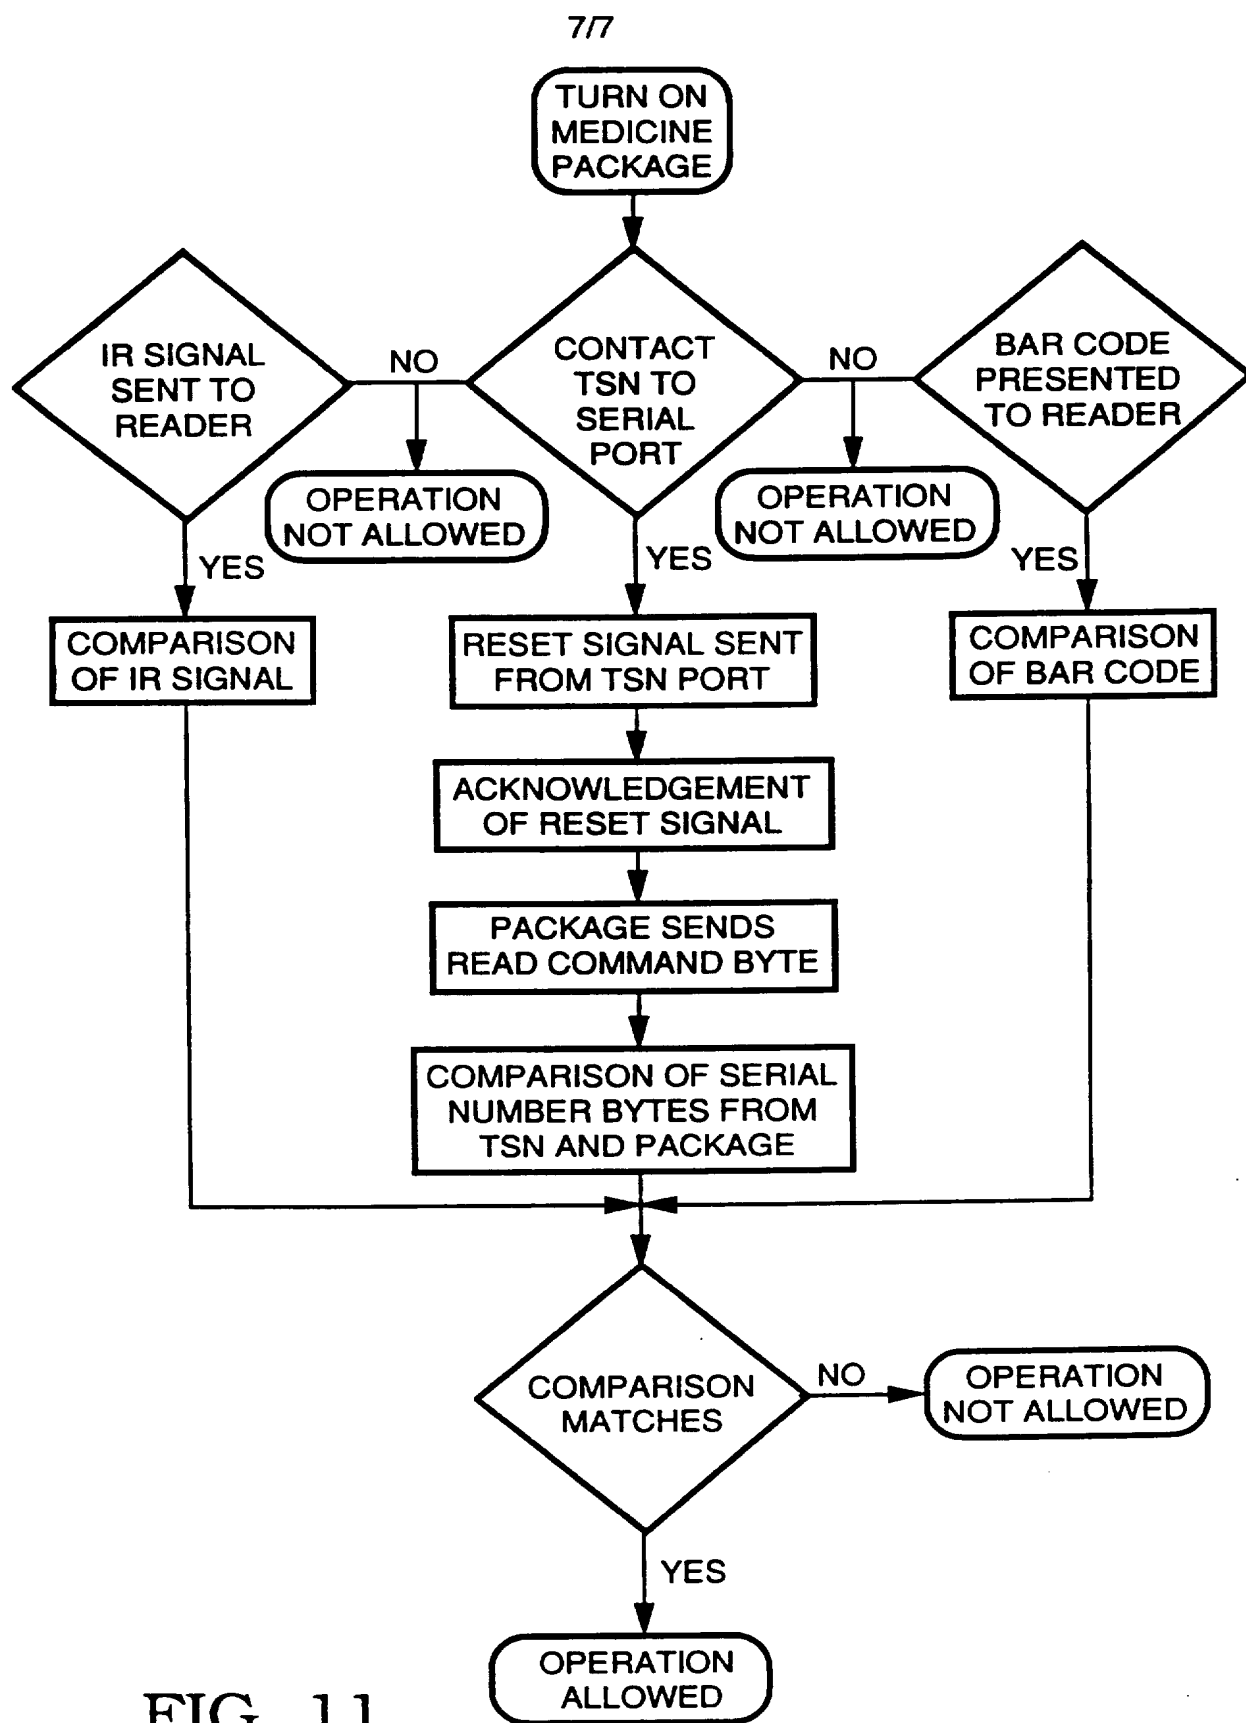 7/7
TURN ON
MEDICINE
PACKAGE
IR SIGNAL
SENT TO
READER
NO
CONTACT
TSN TO
SERIAL
PORT
NO
BAR CODE
PRESENTED
TO READER
OPERATION
NOT ALLOWED
OPERATION
NOT ALLOWED
YES
YES
YES
COMPARISON
OF IR SIGNAL
RESET SIGNAL SENT
FROM TSN PORT
COMPARISON
OF BAR CODE
ACKNOWLEDGEMENT
OF RESET SIGNAL
PACKAGE SENDS
READ COMMAND BYTE
COMPARISON OF SERIAL
NUMBER BYTES FROM
TSN AND PACKAGE
COMPARISON
MATCHES
NO
OPERATION
NOT ALLOWED
YES
OPERATION
ALLOWED
FIG. 11